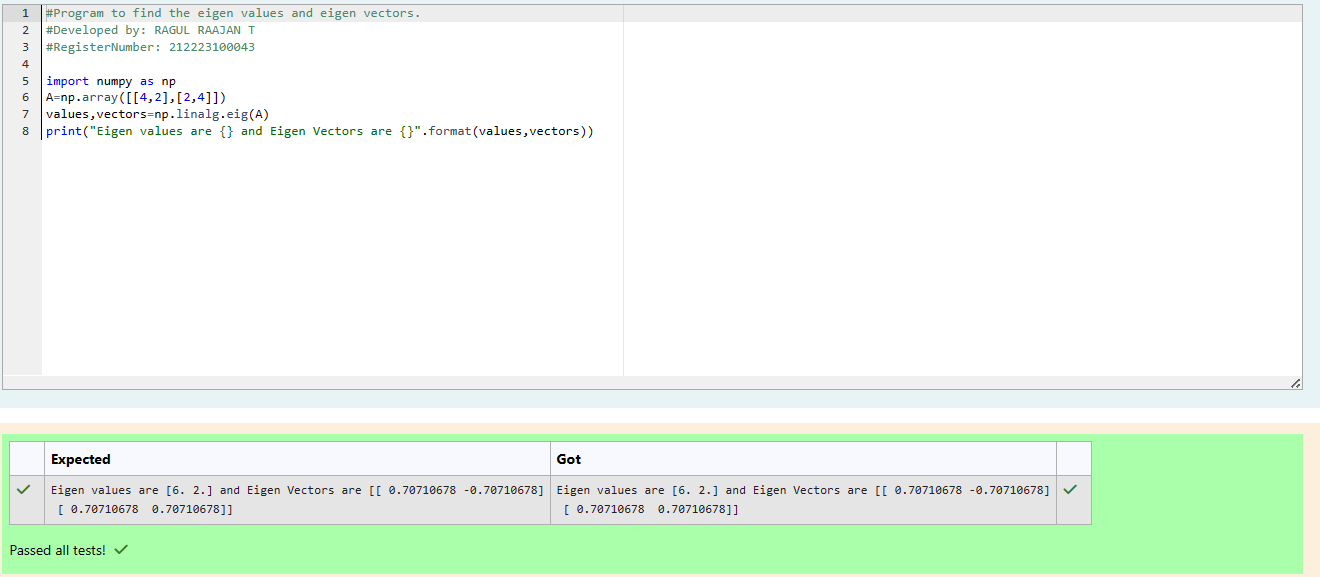 1 #Program to find the eigen values and eigen vectors.
2 #Developed by: RAGUL RAAJAN T
3 #RegisterNumber: 212223100043
4
5 import numpy as np
6 A=np.array([[4,2],[2,4]])
7 values,vectors=np.linalg.eig(A)
8 print("Eigen values are {} and Eigen Vectors are {}".format(values,vectors))
Expected Got
Eigen values are [6. 2.] and Eigen Vectors are [[ 0.70710678 -0.70710678] Eigen values are [6. 2.] and Eigen Vectors are [[ 0.70710678 -0.70710678]
[ 0.70710678  0.70710678]] [ 0.70710678  0.70710678]]
Passed all tests!